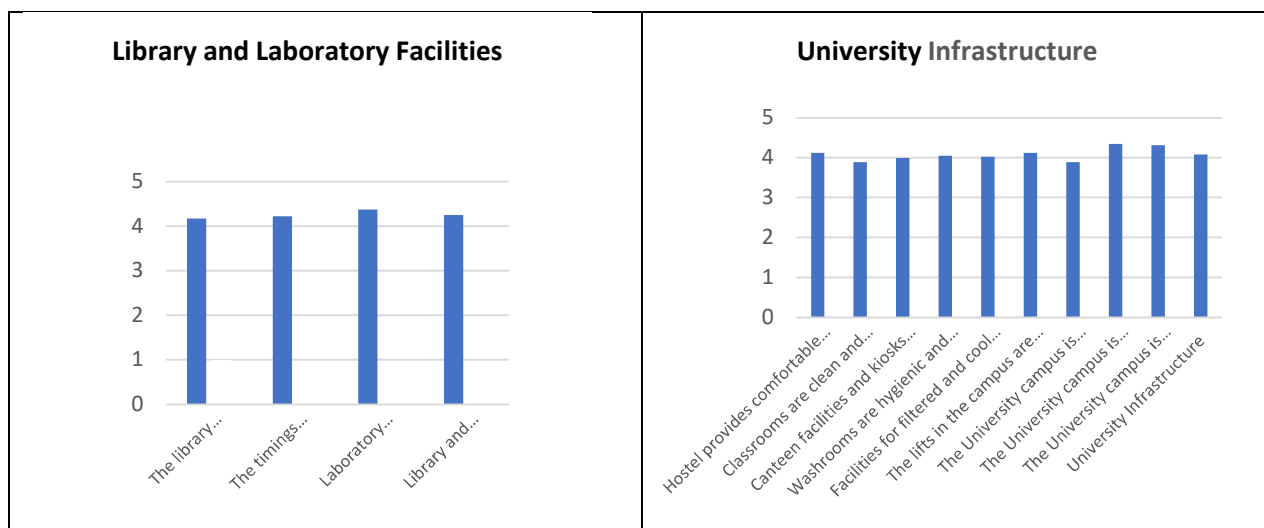 Library and Laboratory Facilities
5
4
3
2
1
0
The library...
The timings...
Laboratory...
Library and...
University Infrastructure
5
4
3
2
1
0
Hostel provides comfortable...
Classrooms are clean and...
Canteen facilities and kiosks...
Washrooms are hygienic and...
Facilities for filtered and cool...
The lifts in the campus are...
The University campus is...
The University campus is...
The University campus is...
University Infrastructure